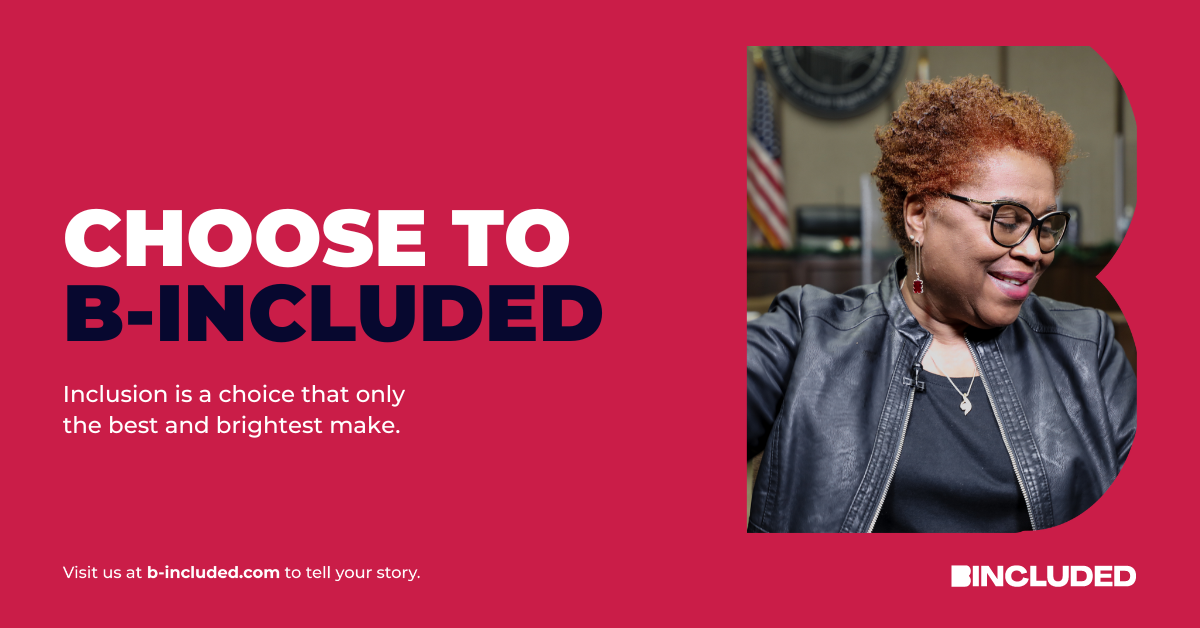 CHOOSE TO
B-INCLUDED
Inclusion is a choice that only
the best and brightest make.
Visit us at b-included.com to tell your story.
BINCLUDED